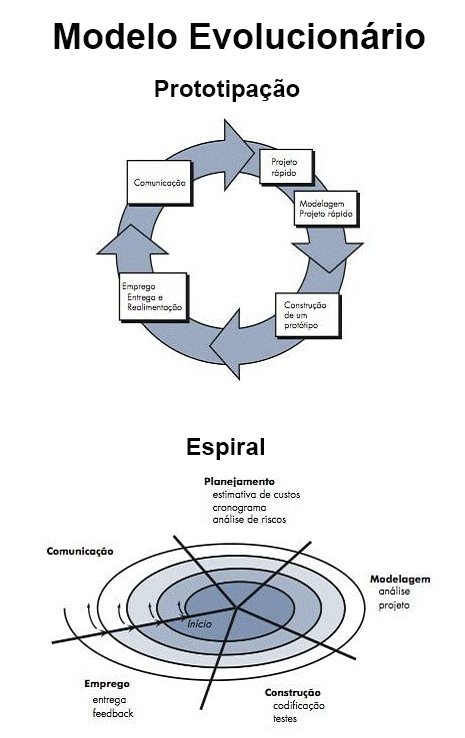 Modelo Evolucionário
Prototipação
Projeto
rápido
Comunicação
Modelagem
Projeto rápido
Emprego
Entrega e
Realimentação
Construção
de um
protótipo
Espiral
Planejamento
estimativa de custos
cronograma
análise de riscos
Comunicação
Modelagem
análise
projeto
Início
Emprego
entrega
feedback
Construção
codificação
testes